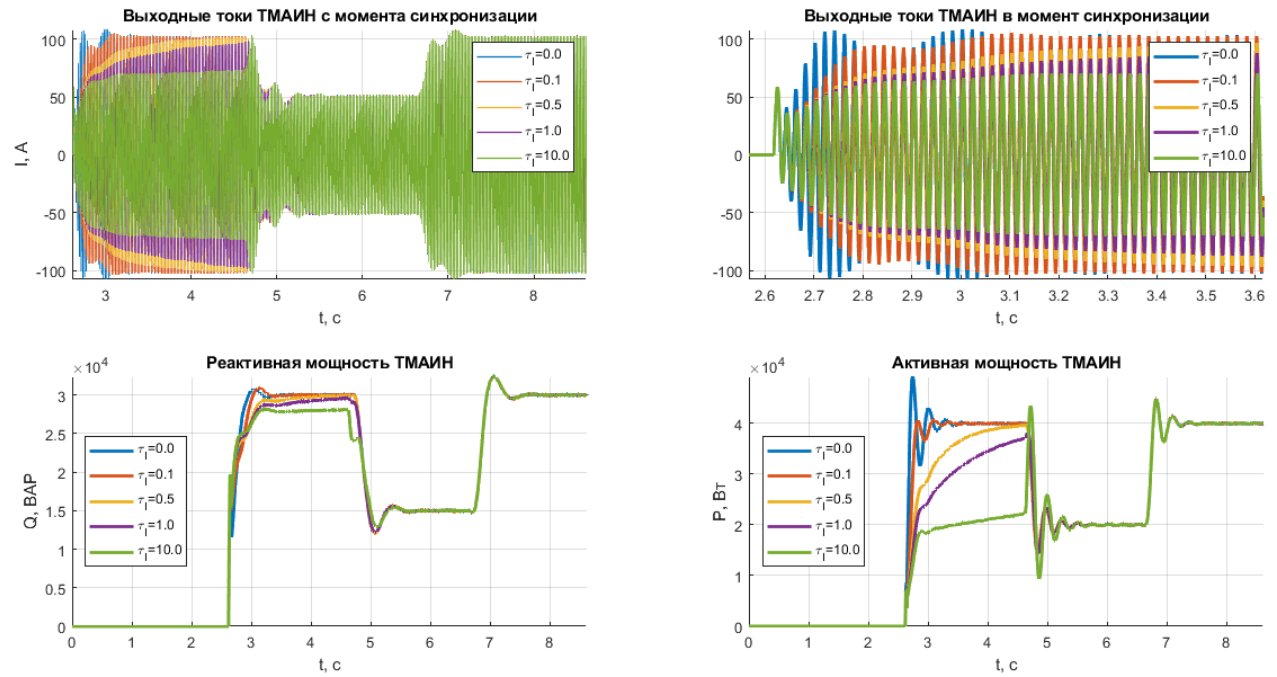 Выходные токи ТМАИН с момента синхронизации
I, А
100
50
0
-50
-100
3
4
5
6
7
8
t, с
τI=0.0
τI=0.1
τI=0.5
τI=1.0
τI=10.0
Выходные токи ТМАИН в момент синхронизации
100
50
0
-50
-100
2.6
2.7
2.8
2.9
3
3.1
3.2
3.3
3.4
3.5
3.6
t, с
τI=0.0
τI=0.1
τI=0.5
τI=1.0
τI=10.0
Реактивная мощность ТМАИН
×10⁴
Q, ВАР
3
2.5
2
1.5
1
0.5
0
0
1
2
3
4
5
6
7
8
t, с
τI=0.0
τI=0.1
τI=0.5
τI=1.0
τI=10.0
Активная мощность ТМАИН
×10⁴
P, Вт
4
3
2
1
0
0
1
2
3
4
5
6
7
8
t, с
τI=0.0
τI=0.1
τI=0.5
τI=1.0
τI=10.0